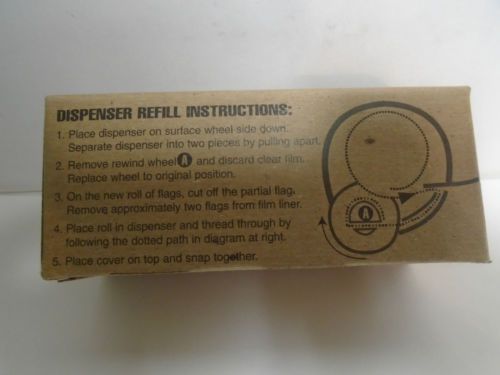 DISPENSER REFILL INSTRUCTIONS:
1. Place dispenser on surface wheel side down.
Separate dispenser into two pieces by pulling apart.
2. Remove rewind wheel A and discard clear film.
Replace wheel to original position.
3. On the new roll of flags, cut off the partial flag.
Remove approximately two flags from film liner.
4. Place roll in dispenser and thread through by
following the dotted path in diagram at right.
5. Place cover on top and snap together.
A